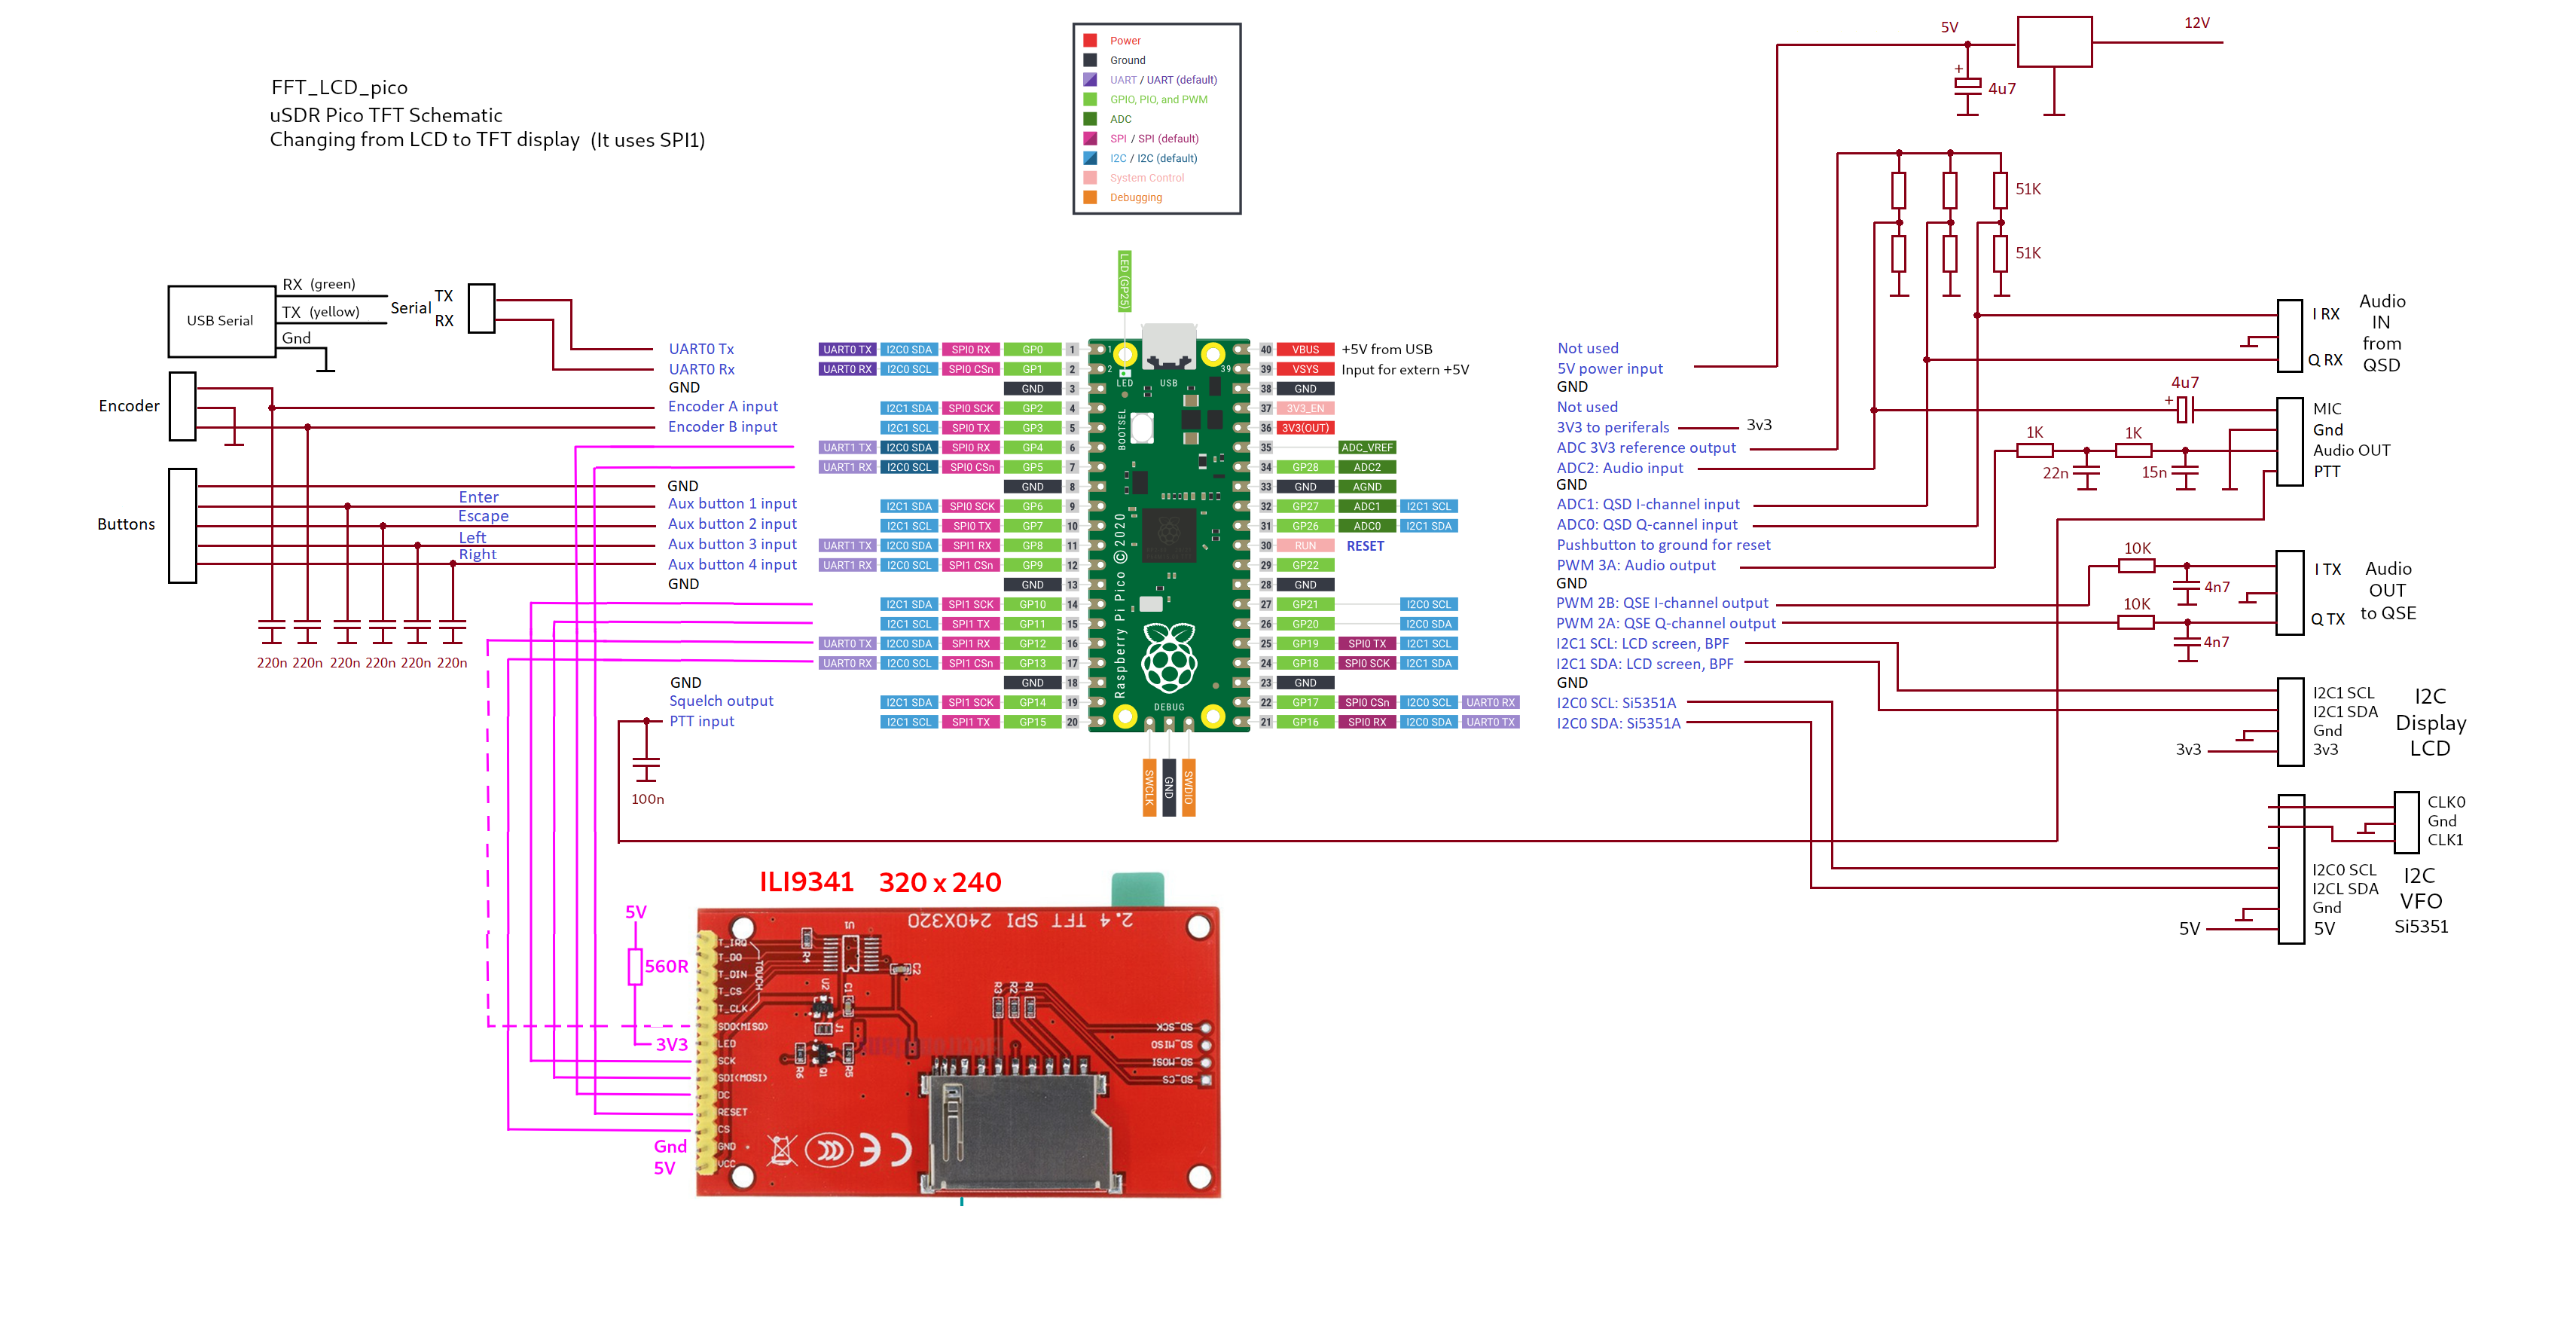 FFT_LCD_pico
uSDR Pico TFT Schematic
Changing from LCD to TFT display (It uses SPI1)
Power
Ground
UART / UART (default)
GPIO, PIO, and PWM
ADC
SPI / SPI (default)
I2C / I2C (default)
System Control
Debugging
5V
12V
+
4u7
51K
51K
USB Serial
RX (green)
TX (yellow)
Gnd
Serial
TX
RX
Encoder
Buttons
Enter
Escape
Left
Right
220n 220n 220n 220n 220n 220n
UART0 Tx
UART0 Rx
GND
Encoder A input
Encoder B input
GND
Aux button 1 input
Aux button 2 input
Aux button 3 input
Aux button 4 input
GND
GND
Squelch output
PTT input
100n
UART0 TX I2C0 SDA SPI0 RX GP0 1
UART0 RX I2C0 SCL SPI0 CSn GP1 2
GND 3
I2C1 SDA SPI0 SCK GP2 4
I2C1 SCL SPI0 TX GP3 5
UART1 TX I2C0 SDA SPI0 RX GP4 6
UART1 RX I2C0 SCL SPI0 CSn GP5 7
GND 8
I2C1 SDA SPI0 SCK GP6 9
I2C1 SCL SPI0 TX GP7 10
UART1 TX I2C0 SDA SPI1 RX GP8 11
UART1 RX I2C0 SCL SPI1 CSn GP9 12
GND 13
I2C1 SDA SPI1 SCK GP10 14
I2C1 SCL SPI1 TX GP11 15
UART0 TX I2C0 SDA SPI1 RX GP12 16
UART0 RX I2C0 SCL SPI1 CSn GP13 17
GND 18
I2C1 SDA SPI1 SCK GP14 19
I2C1 SCL SPI1 TX GP15 20
LED (GP25)
1
2
39
LED
USB
BOOTSEL
Raspberry Pi Pico © 2020
DEBUG
SWCLK
GND
SWDIO
40 VBUS +5V from USB
39 VSYS Input for extern +5V
38 GND
37 3V3_EN
36 3V3(OUT)
35 ADC_VREF
34 GP28 ADC2
33 GND AGND
32 GP27 ADC1 I2C1 SCL
31 GP26 ADC0 I2C1 SDA
30 RUN RESET
29 GP22
28 GND
27 GP21 I2C0 SCL
26 GP20 I2C0 SDA
25 GP19 SPI0 TX I2C1 SCL
24 GP18 SPI0 SCK I2C1 SDA
23 GND
22 GP17 SPI0 CSn I2C0 SCL UART0 RX
21 GP16 SPI0 RX I2C0 SDA UART0 TX
Not used
5V power input
GND
Not used
3V3 to periferals
3v3
ADC 3V3 reference output
ADC2: Audio input
GND
ADC1: QSD I-channel input
ADC0: QSD Q-cannel input
Pushbutton to ground for reset
PWM 3A: Audio output
GND
PWM 2B: QSE I-channel output
PWM 2A: QSE Q-channel output
I2C1 SCL: LCD screen, BPF
I2C1 SDA: LCD screen, BPF
GND
I2C0 SCL: Si5351A
I2C0 SDA: Si5351A
I RX
Q RX
Audio
IN
from
QSD
4u7
+
1K
1K
22n
15n
MIC
Gnd
Audio OUT
PTT
10K
4n7
10K
4n7
I TX
Q TX
Audio
OUT
to QSE
I2C1 SCL
I2C1 SDA
Gnd
3v3
3v3
I2C
Display
LCD
CLK0
Gnd
CLK1
I2C0 SCL
I2CL SDA
Gnd
5V
5V
I2C
VFO
Si5351
ILI9341 320 x 240
5V
560R
3V3
Gnd
5V
2.4 TFT SPI 240X320
T_IRQ
T_DO
T_DIN
T_CS
T_CLK
SDO(MISO)
LED
SCK
SDI(MOSI)
DC
RESET
CS
GND
VCC
TOUCH
R4
U1
C2
U2
C1
J1
R6
Q1
R5
R3
R2
R1
SD_SCK
SD_MISO
SD_MOSI
SD_CS
CE